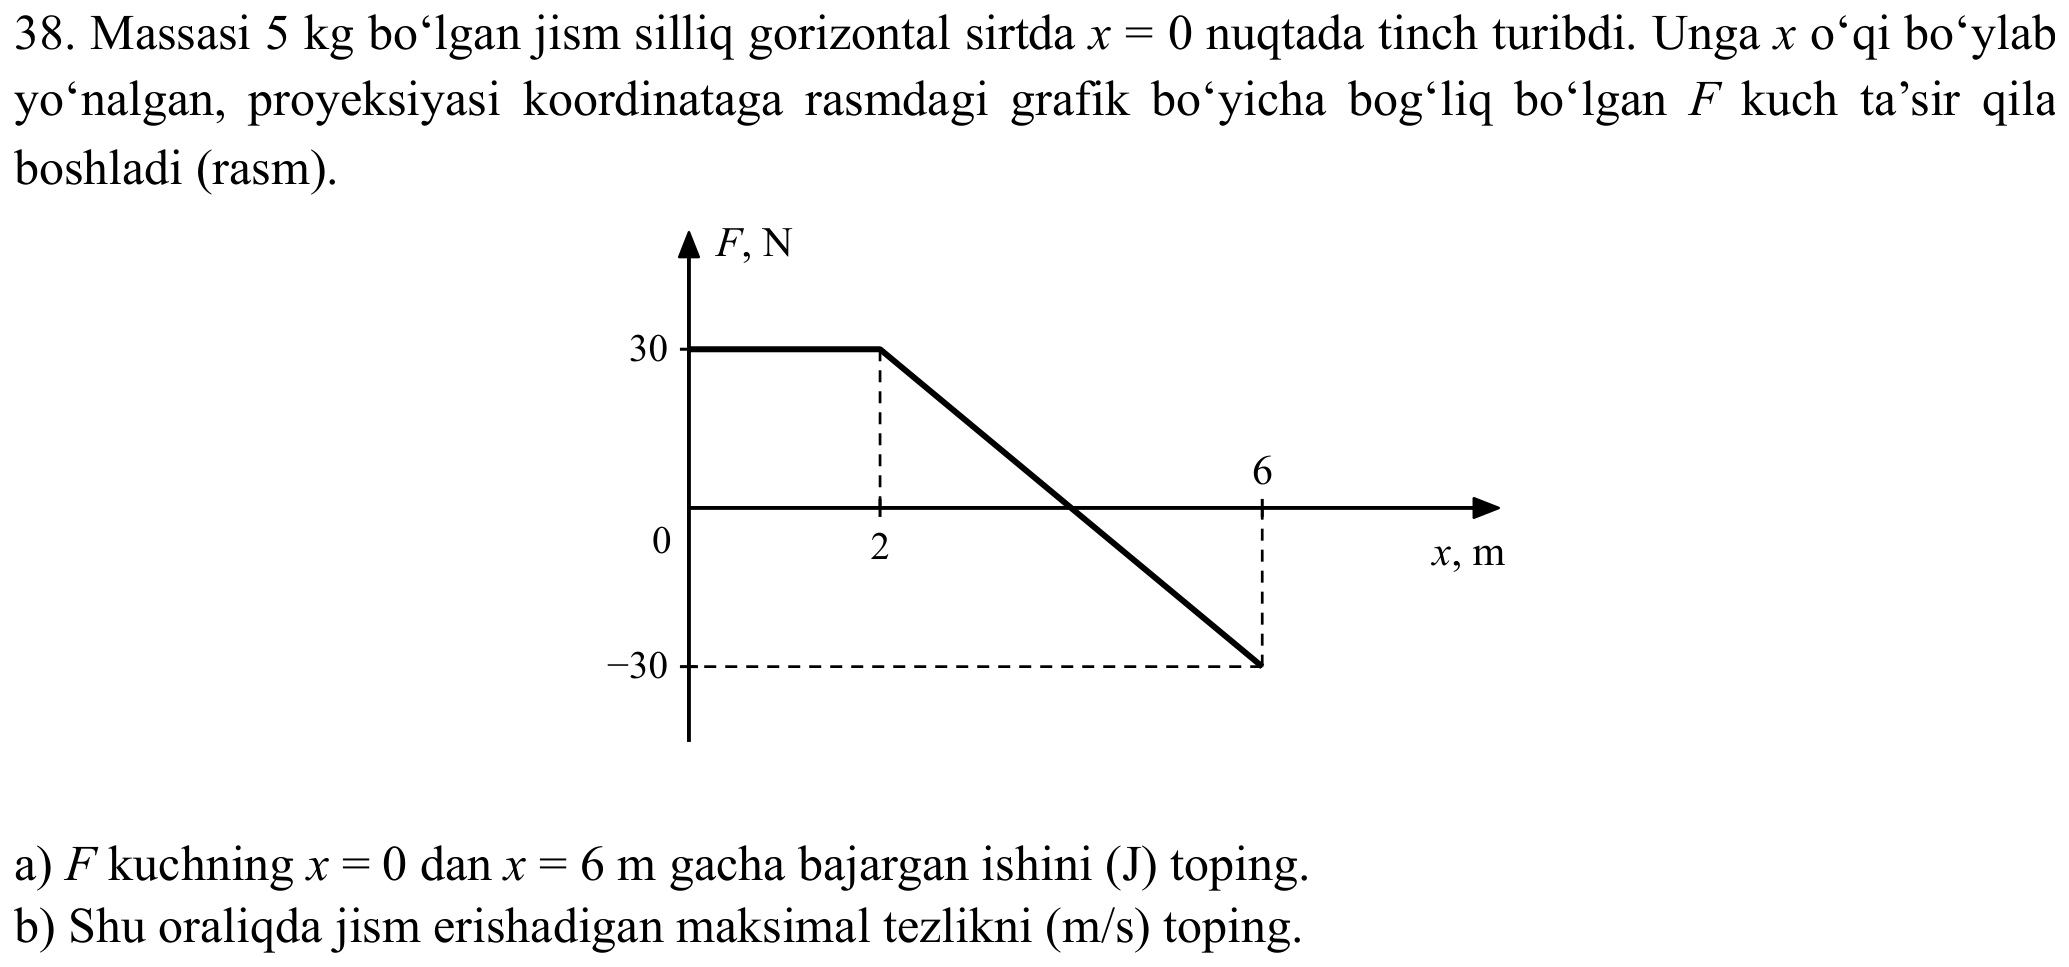 38. Massasi 5 kg bo‘lgan jism silliq gorizontal sirtda x = 0 nuqtada tinch turibdi. Unga x o‘qi bo‘ylab
yo‘nalgan, proyeksiyasi koordinataga rasmdagi grafik bo‘yicha bog‘liq bo‘lgan F kuch ta’sir qila
boshladi (rasm).
F, N
30
6
0
2
x, m
−30
a) F kuchning x = 0 dan x = 6 m gacha bajargan ishini (J) toping.
b) Shu oraliqda jism erishadigan maksimal tezlikni (m/s) toping.